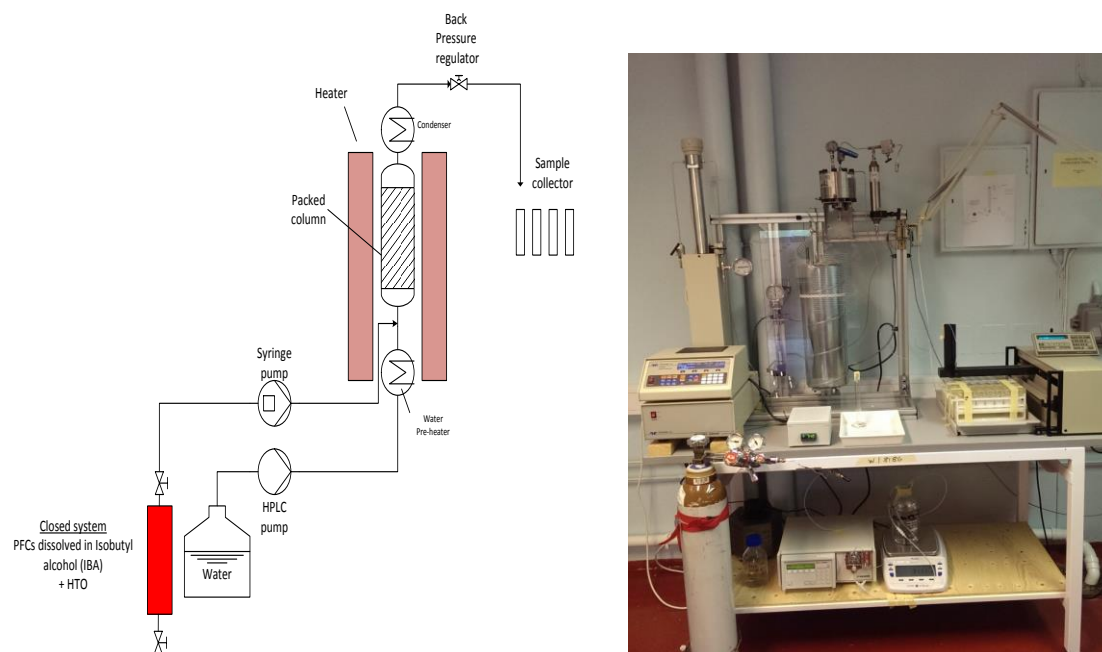 Back
Pressure
regulator
Heater
Condenser
Sample
collector
Packed
column
Syringe
pump
Water
Pre-heater
HPLC
pump
Closed system
PFCs dissolved in Isobutyl
alcohol (IBA)
+ HTO
Water